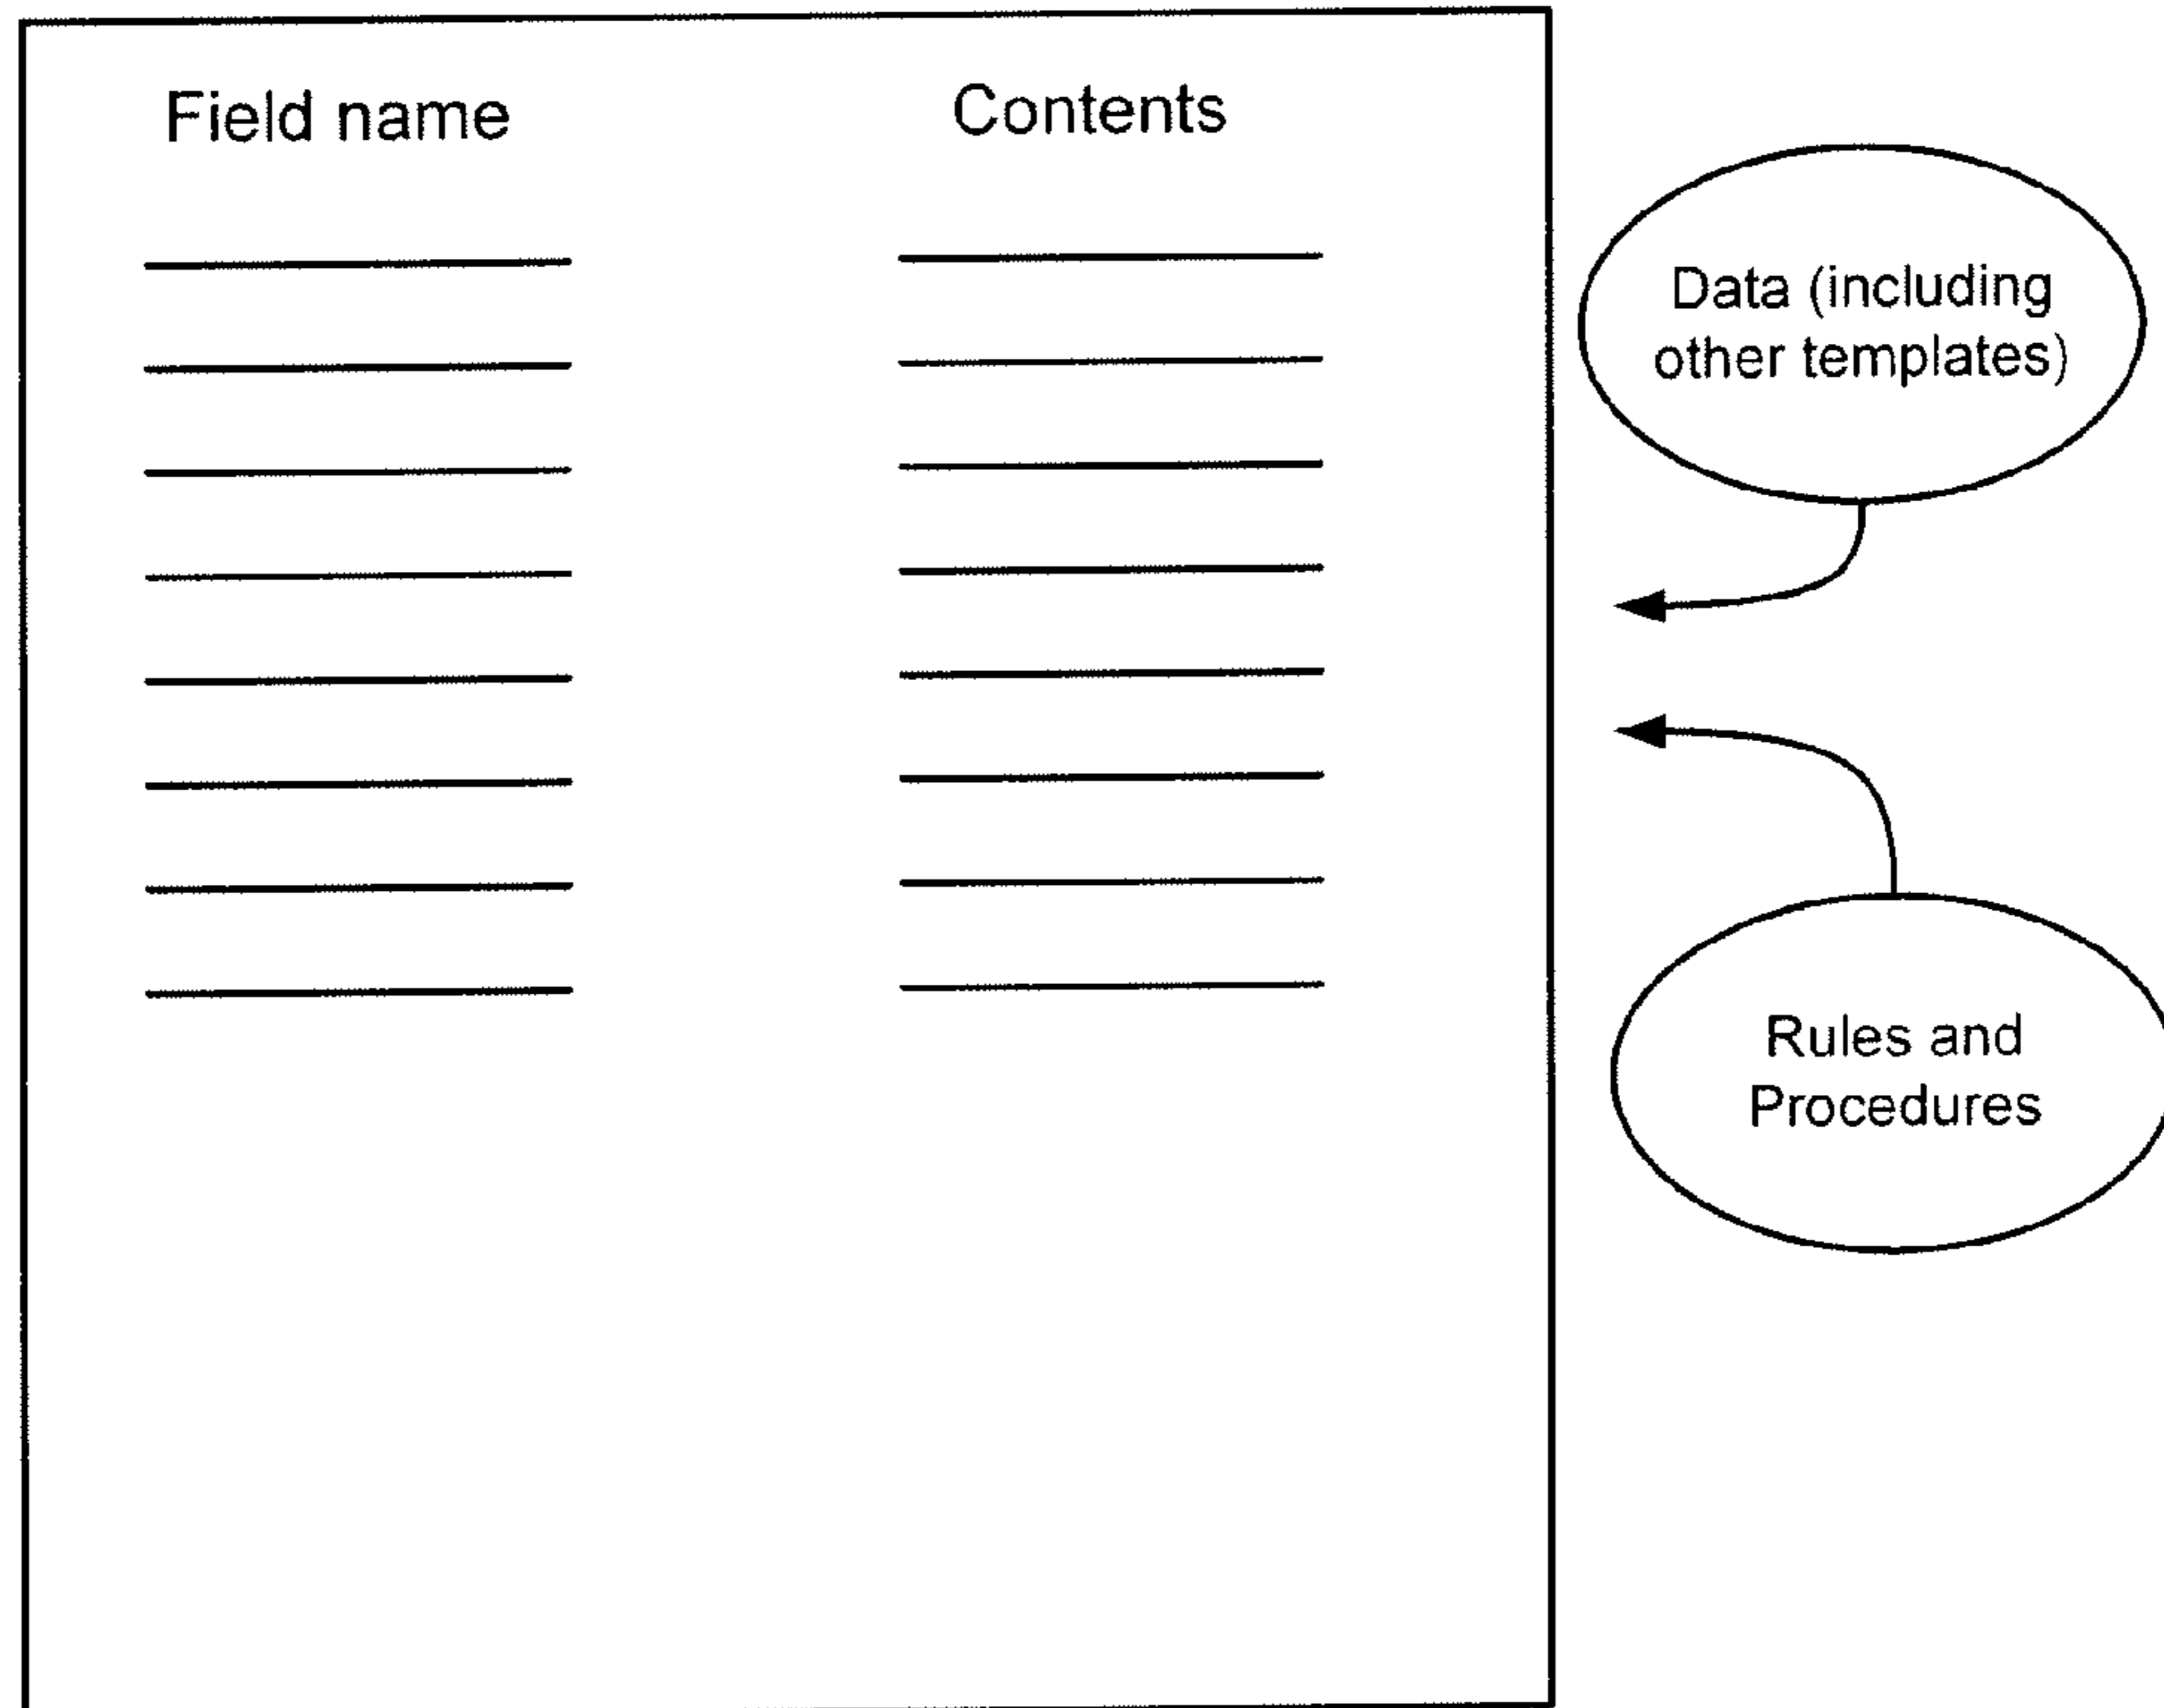 Field name
Contents
Data (including
other templates)
Rules and
Procedures